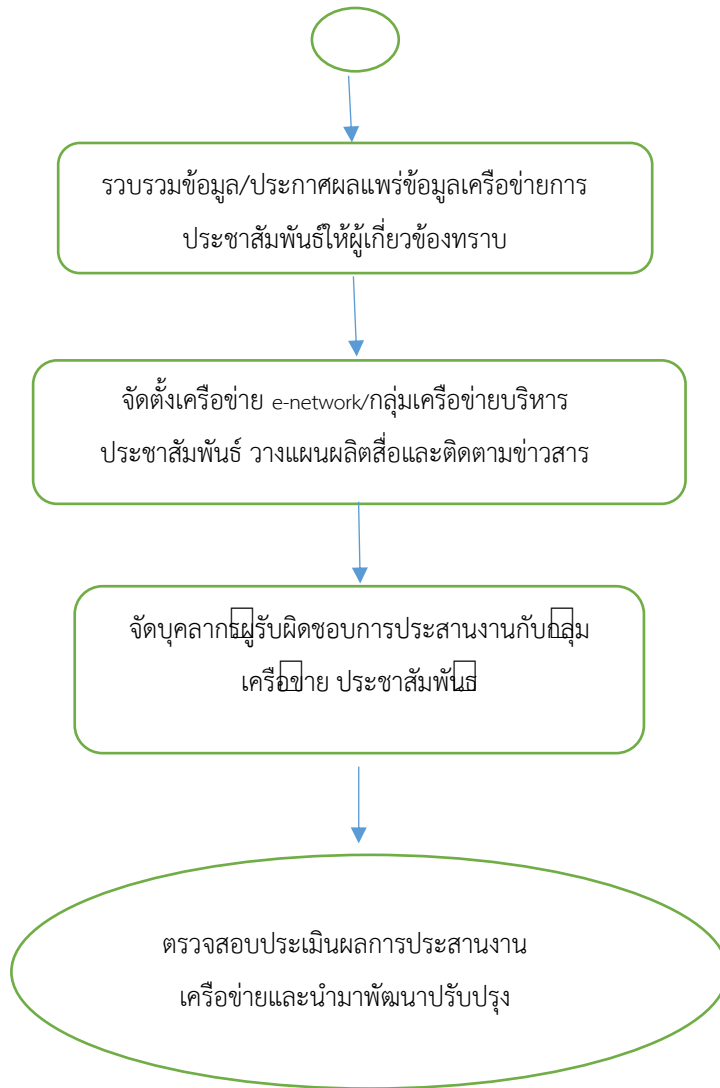 รวบรวมข้อมูล/ประกาศผลแพร่ข้อมูลเครือข่ายการ
ประชาสัมพันธ์ให้ผู้เกี่ยวข้องทราบ
จัดตั้งเครือข่าย e-network/กลุ่มเครือข่ายบริหาร
ประชาสัมพันธ์ วางแผนผลิตสื่อและติดตามข่าวสาร
จัดบุคลากรผู้รับผิดชอบการประสานงานกับกลุ่ม
เครือข่าย ประชาสัมพันธ์
ตรวจสอบประเมินผลการประสานงาน
เครือข่ายและนำมาพัฒนาปรับปรุง